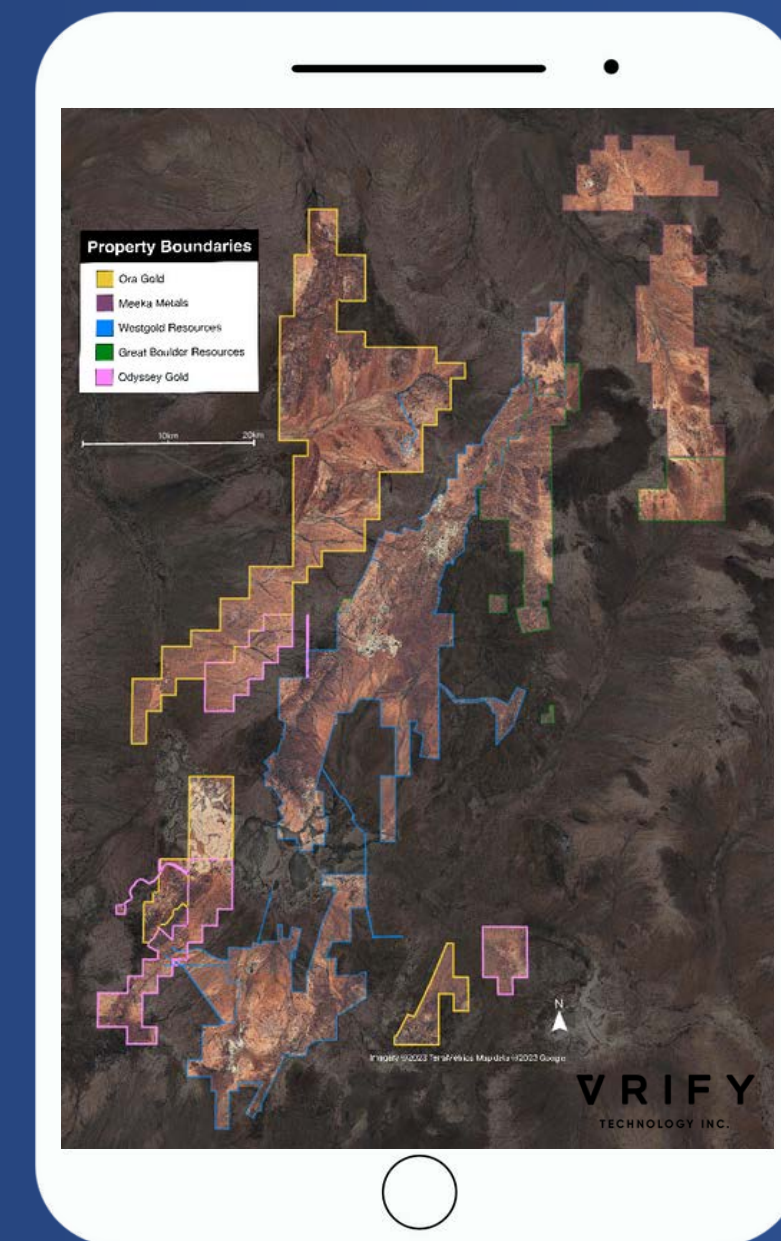 Property Boundaries
Ora Gold
Meeka Metals
Westgold Resources
Great Boulder Resources
Odyssey Gold
10km 20km
N
Imagery ©2023 TerraMetrics Map data ©2023 Google
VRIFY
TECHNOLOGY INC.